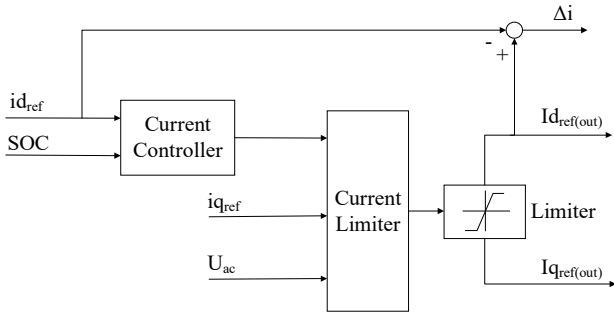 Δi
-
+
id_ref
SOC
Current
Controller
iq_ref
U_ac
Current
Limiter
Limiter
Id_ref(out)
Iq_ref(out)